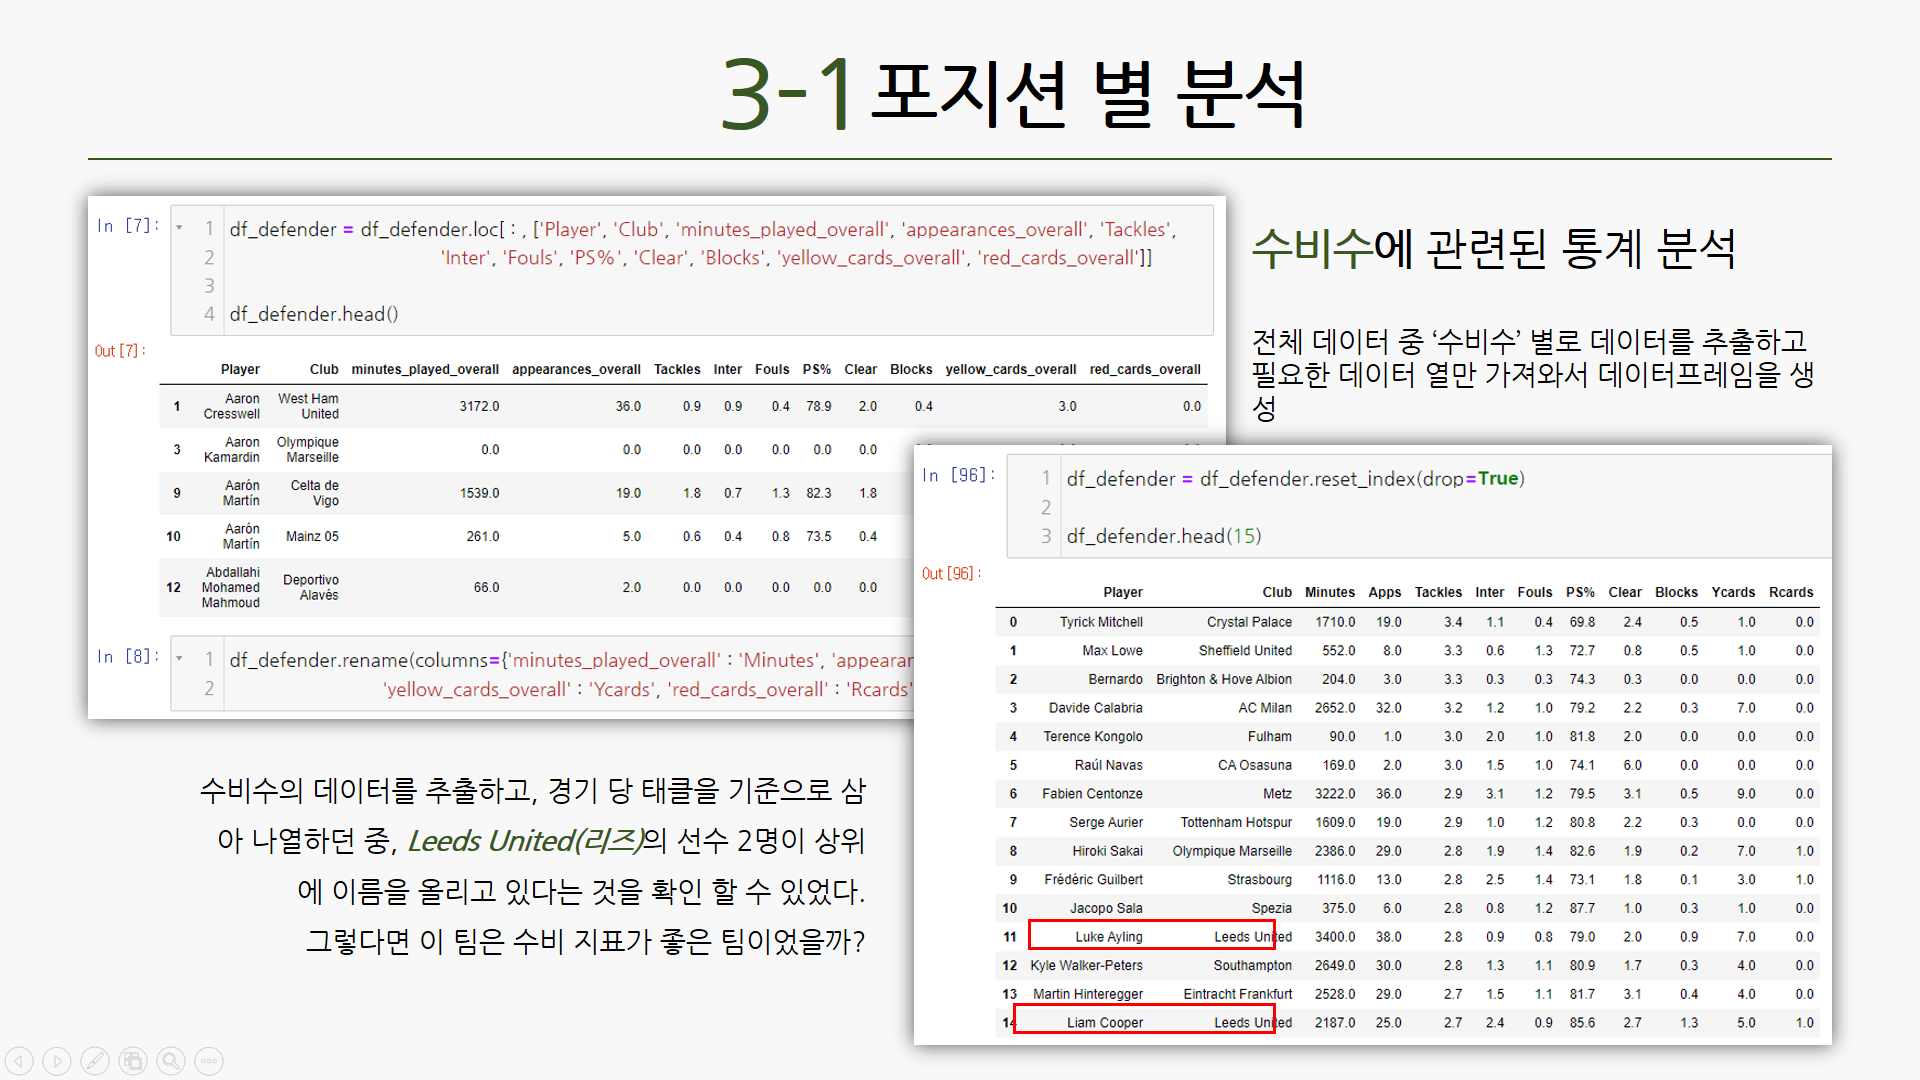 3-1 포지션 별 분석
In [7]:
1 df_defender = df_defender.loc[ : , ['Player', 'Club', 'minutes_played_overall', 'appearances_overall', 'Tackles',
2 'Inter', 'Fouls', 'PS%', 'Clear', 'Blocks', 'yellow_cards_overall', 'red_cards_overall']]
3
4 df_defender.head()
Out[7]:
Player Club minutes_played_overall appearances_overall Tackles Inter Fouls PS% Clear Blocks yellow_cards_overall red_cards_overall
1 Aaron Cresswell West Ham United 3172.0 36.0 0.9 0.9 0.4 78.9 2.0 0.4 3.0 0.0
3 Aaron Kamardin Olympique Marseille 0.0 0.0 0.0 0.0 0.0 0.0 0.0
9 Aarón Martín Celta de Vigo 1539.0 19.0 1.8 0.7 1.3 82.3 1.8
10 Aarón Martín Mainz 05 261.0 5.0 0.6 0.4 0.8 73.5 0.4
12 Abdallahi Mohamed Mahmoud Deportivo Alavés 66.0 2.0 0.0 0.0 0.0 0.0 0.0
In [8]:
1 df_defender.rename(columns={'minutes_played_overall' : 'Minutes', 'appearan
2 'yellow_cards_overall' : 'Ycards', 'red_cards_overall' : 'Rcards'
수비수에 관련된 통계 분석
전체 데이터 중 ‘수비수’ 별로 데이터를 추출하고
필요한 데이터 열만 가져와서 데이터프레임을 생
성
In [96]:
1 df_defender = df_defender.reset_index(drop=True)
2
3 df_defender.head(15)
Out[96]:
Player Club Minutes Apps Tackles Inter Fouls PS% Clear Blocks Ycards Rcards
0 Tyrick Mitchell Crystal Palace 1710.0 19.0 3.4 1.1 0.4 69.8 2.4 0.5 1.0 0.0
1 Max Lowe Sheffield United 552.0 8.0 3.3 0.6 1.3 72.7 0.8 0.5 1.0 0.0
2 Bernardo Brighton & Hove Albion 204.0 3.0 3.3 0.3 0.3 74.3 0.3 0.0 0.0 0.0
3 Davide Calabria AC Milan 2652.0 32.0 3.2 1.2 1.0 79.2 2.2 0.3 7.0 0.0
4 Terence Kongolo Fulham 90.0 1.0 3.0 2.0 1.0 81.8 2.0 0.0 0.0 0.0
5 Raúl Navas CA Osasuna 169.0 2.0 3.0 1.5 1.0 74.1 6.0 0.0 0.0 0.0
6 Fabien Centonze Metz 3222.0 36.0 2.9 3.1 1.2 79.5 3.1 0.5 9.0 0.0
7 Serge Aurier Tottenham Hotspur 1609.0 19.0 2.9 1.0 1.2 80.8 2.2 0.3 0.0 0.0
8 Hiroki Sakai Olympique Marseille 2386.0 29.0 2.8 1.9 1.4 82.6 1.9 0.2 7.0 1.0
9 Frédéric Guilbert Strasbourg 1116.0 13.0 2.8 2.5 1.4 73.1 1.8 0.1 3.0 1.0
10 Jacopo Sala Spezia 375.0 6.0 2.8 0.8 1.2 87.7 1.0 0.3 1.0 0.0
11 Luke Ayling Leeds United 3400.0 38.0 2.8 0.9 0.8 79.0 2.0 0.9 7.0 0.0
12 Kyle Walker-Peters Southampton 2649.0 30.0 2.8 1.3 1.1 80.9 1.7 0.3 4.0 0.0
13 Martin Hinteregger Eintracht Frankfurt 2528.0 29.0 2.7 1.5 1.1 81.7 3.1 0.4 4.0 0.0
14 Liam Cooper Leeds United 2187.0 25.0 2.7 2.4 0.9 85.6 2.7 1.3 5.0 1.0
수비수의 데이터를 추출하고, 경기 당 태클을 기준으로 삼
아 나열하던 중, Leeds United(리즈)의 선수 2명이 상위
에 이름을 올리고 있다는 것을 확인 할 수 있었다.
그렇다면 이 팀은 수비 지표가 좋은 팀이었을까?